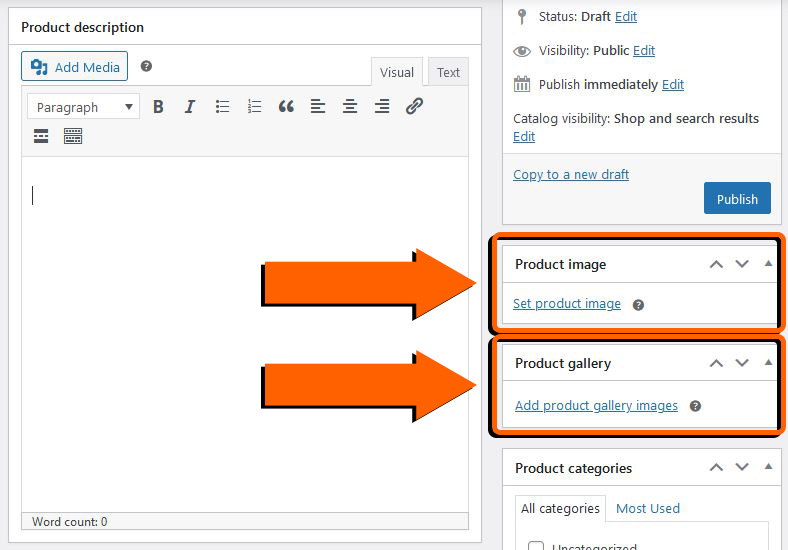 Product description
Add Media
Visual
Text
Paragraph
B
I
Word count: 0
Status: Draft Edit
Visibility: Public Edit
Publish immediately Edit
Catalog visibility: Shop and search results
Edit
Copy to a new draft
Publish
Product image
Set product image
Product gallery
Add product gallery images
Product categories
All categories
Most Used
Uncategorized